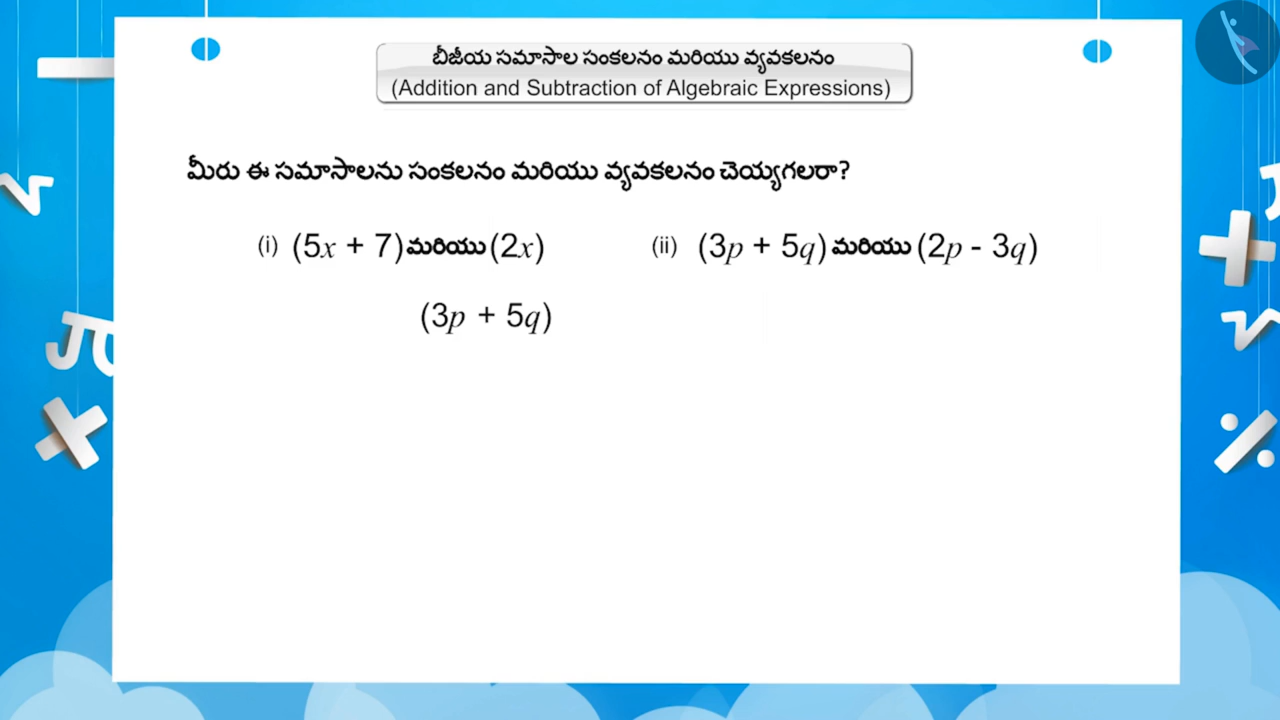 బీజీయ సమాసాల సంకలనం మరియు వ్యవకలనం
(Addition and Subtraction of Algebraic Expressions)
మీరు ఈ సమాసాలను సంకలనం మరియు వ్యవకలనం చెయ్యగలరా?
(i) (5x + 7) మరియు (2x) (ii) (3p + 5q) మరియు (2p - 3q)
(3p + 5q)